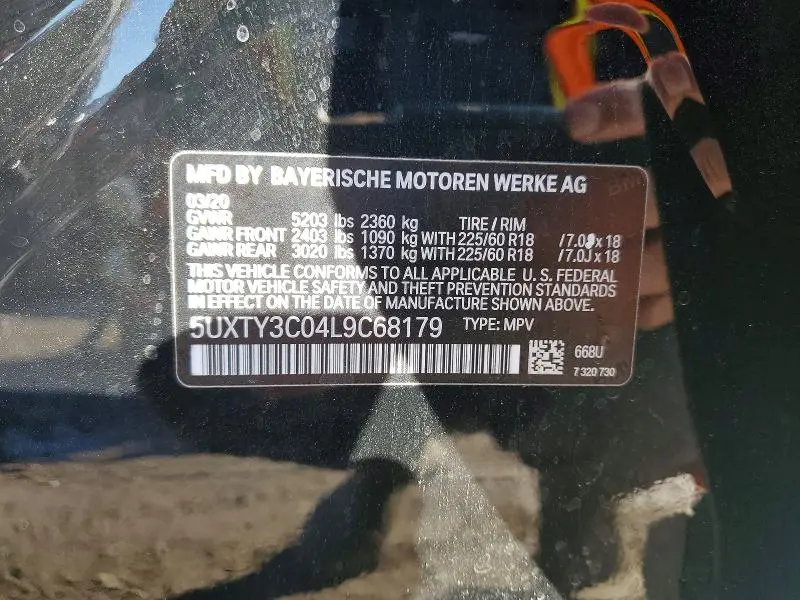 MFD BY BAYERISCHE MOTOREN WERKE AG
03/20
GVWR 5203 lbs 2360 kg TIRE / RIM
GAWR FRONT 2403 lbs 1090 kg WITH 225/60 R18 /7.0J x 18
GAWR REAR 3020 lbs 1370 kg WITH 225/60 R18 /7.0J x 18
THIS VEHICLE CONFORMS TO ALL APPLICABLE U.S. FEDERAL
MOTOR VEHICLE SAFETY AND THEFT PREVENTION STANDARDS
IN EFFECT ON THE DATE OF MANUFACTURE SHOWN ABOVE.
5UXTY3C04L9C68179 TYPE: MPV
668U
7 320 730